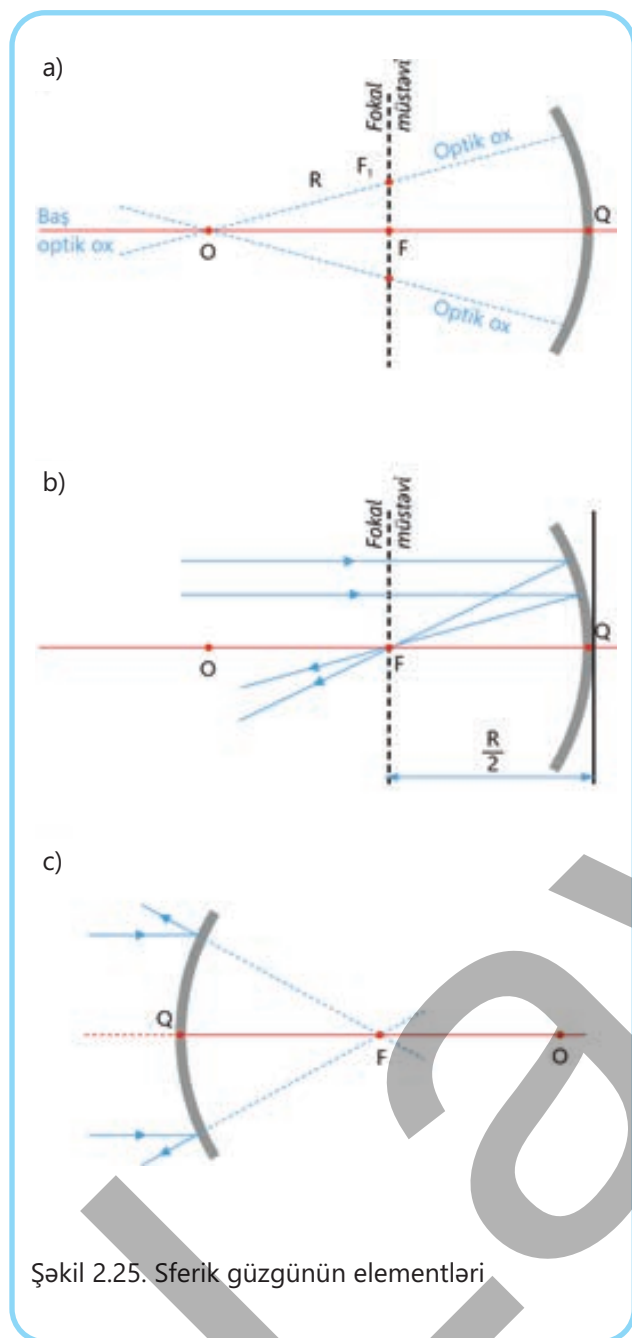 a)
Fokal
müstəvi
Optik ox
F₁
R
Baş
optik ox
O
F
Q
Optik ox
b)
Fokal
müstəvi
O
F
Q
R
2
c)
Q
F
O
Şəkil 2.25. Sferik güzgünün elementləri